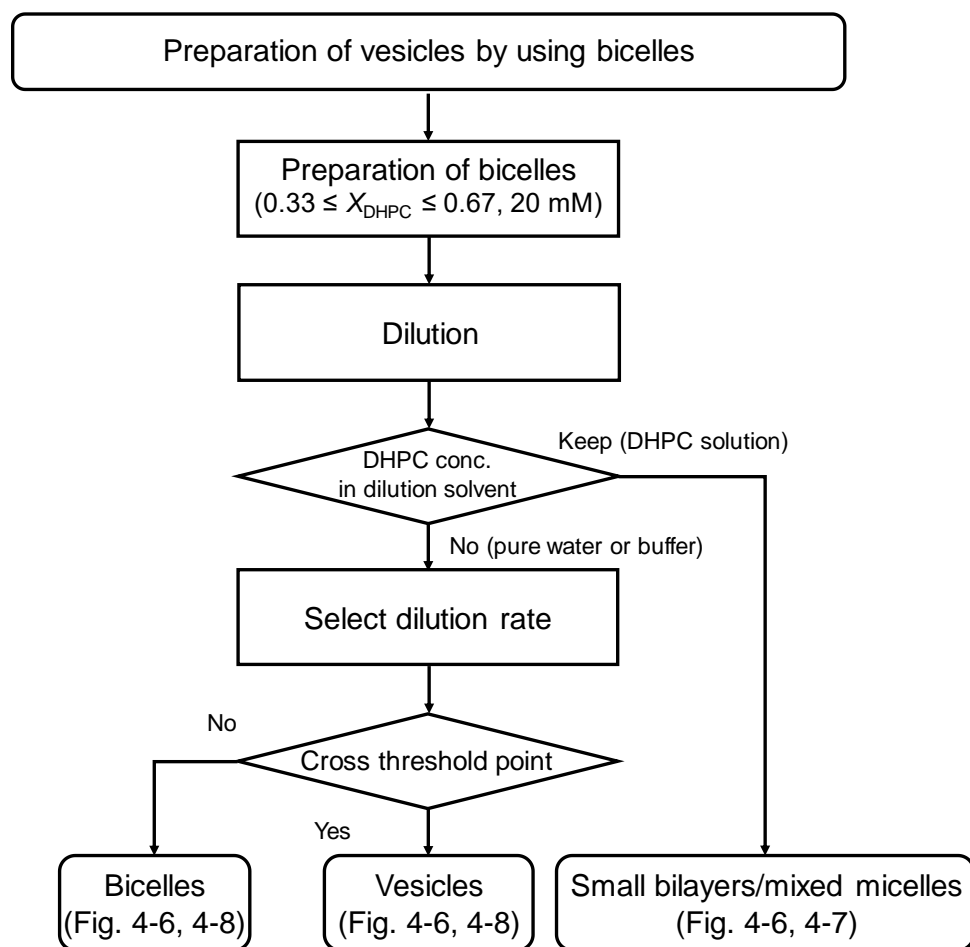 Preparation of vesicles by using bicelles
Preparation of bicelles
(0.33 ≤ XDHPC ≤ 0.67, 20 mM)
Dilution
Keep (DHPC solution)
DHPC conc.
in dilution solvent
No (pure water or buffer)
Select dilution rate
No
Cross threshold point
Yes
Bicelles
(Fig. 4-6, 4-8)
Vesicles
(Fig. 4-6, 4-8)
Small bilayers/mixed micelles
(Fig. 4-6, 4-7)